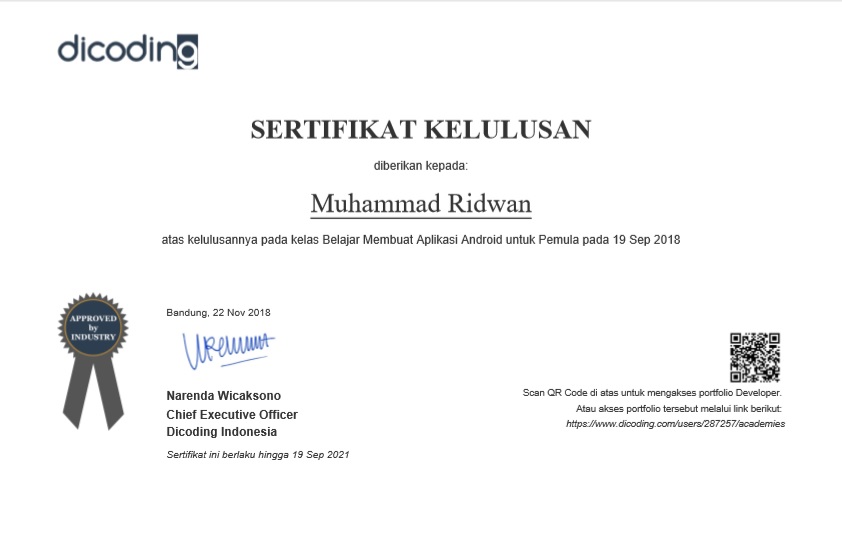 dicoding
SERTIFIKAT KELULUSAN
diberikan kepada:
Muhammad Ridwan
atas kelulusannya pada kelas Belajar Membuat Aplikasi Android untuk Pemula pada 19 Sep 2018
APPROVED
by
INDUSTRY
Bandung, 22 Nov 2018
Narenda Wicaksono
Chief Executive Officer
Dicoding Indonesia
Sertifikat ini berlaku hingga 19 Sep 2021
Scan QR Code di atas untuk mengakses portfolio Developer.
Atau akses portfolio tersebut melalui link berikut:
https://www.dicoding.com/users/287257/academies